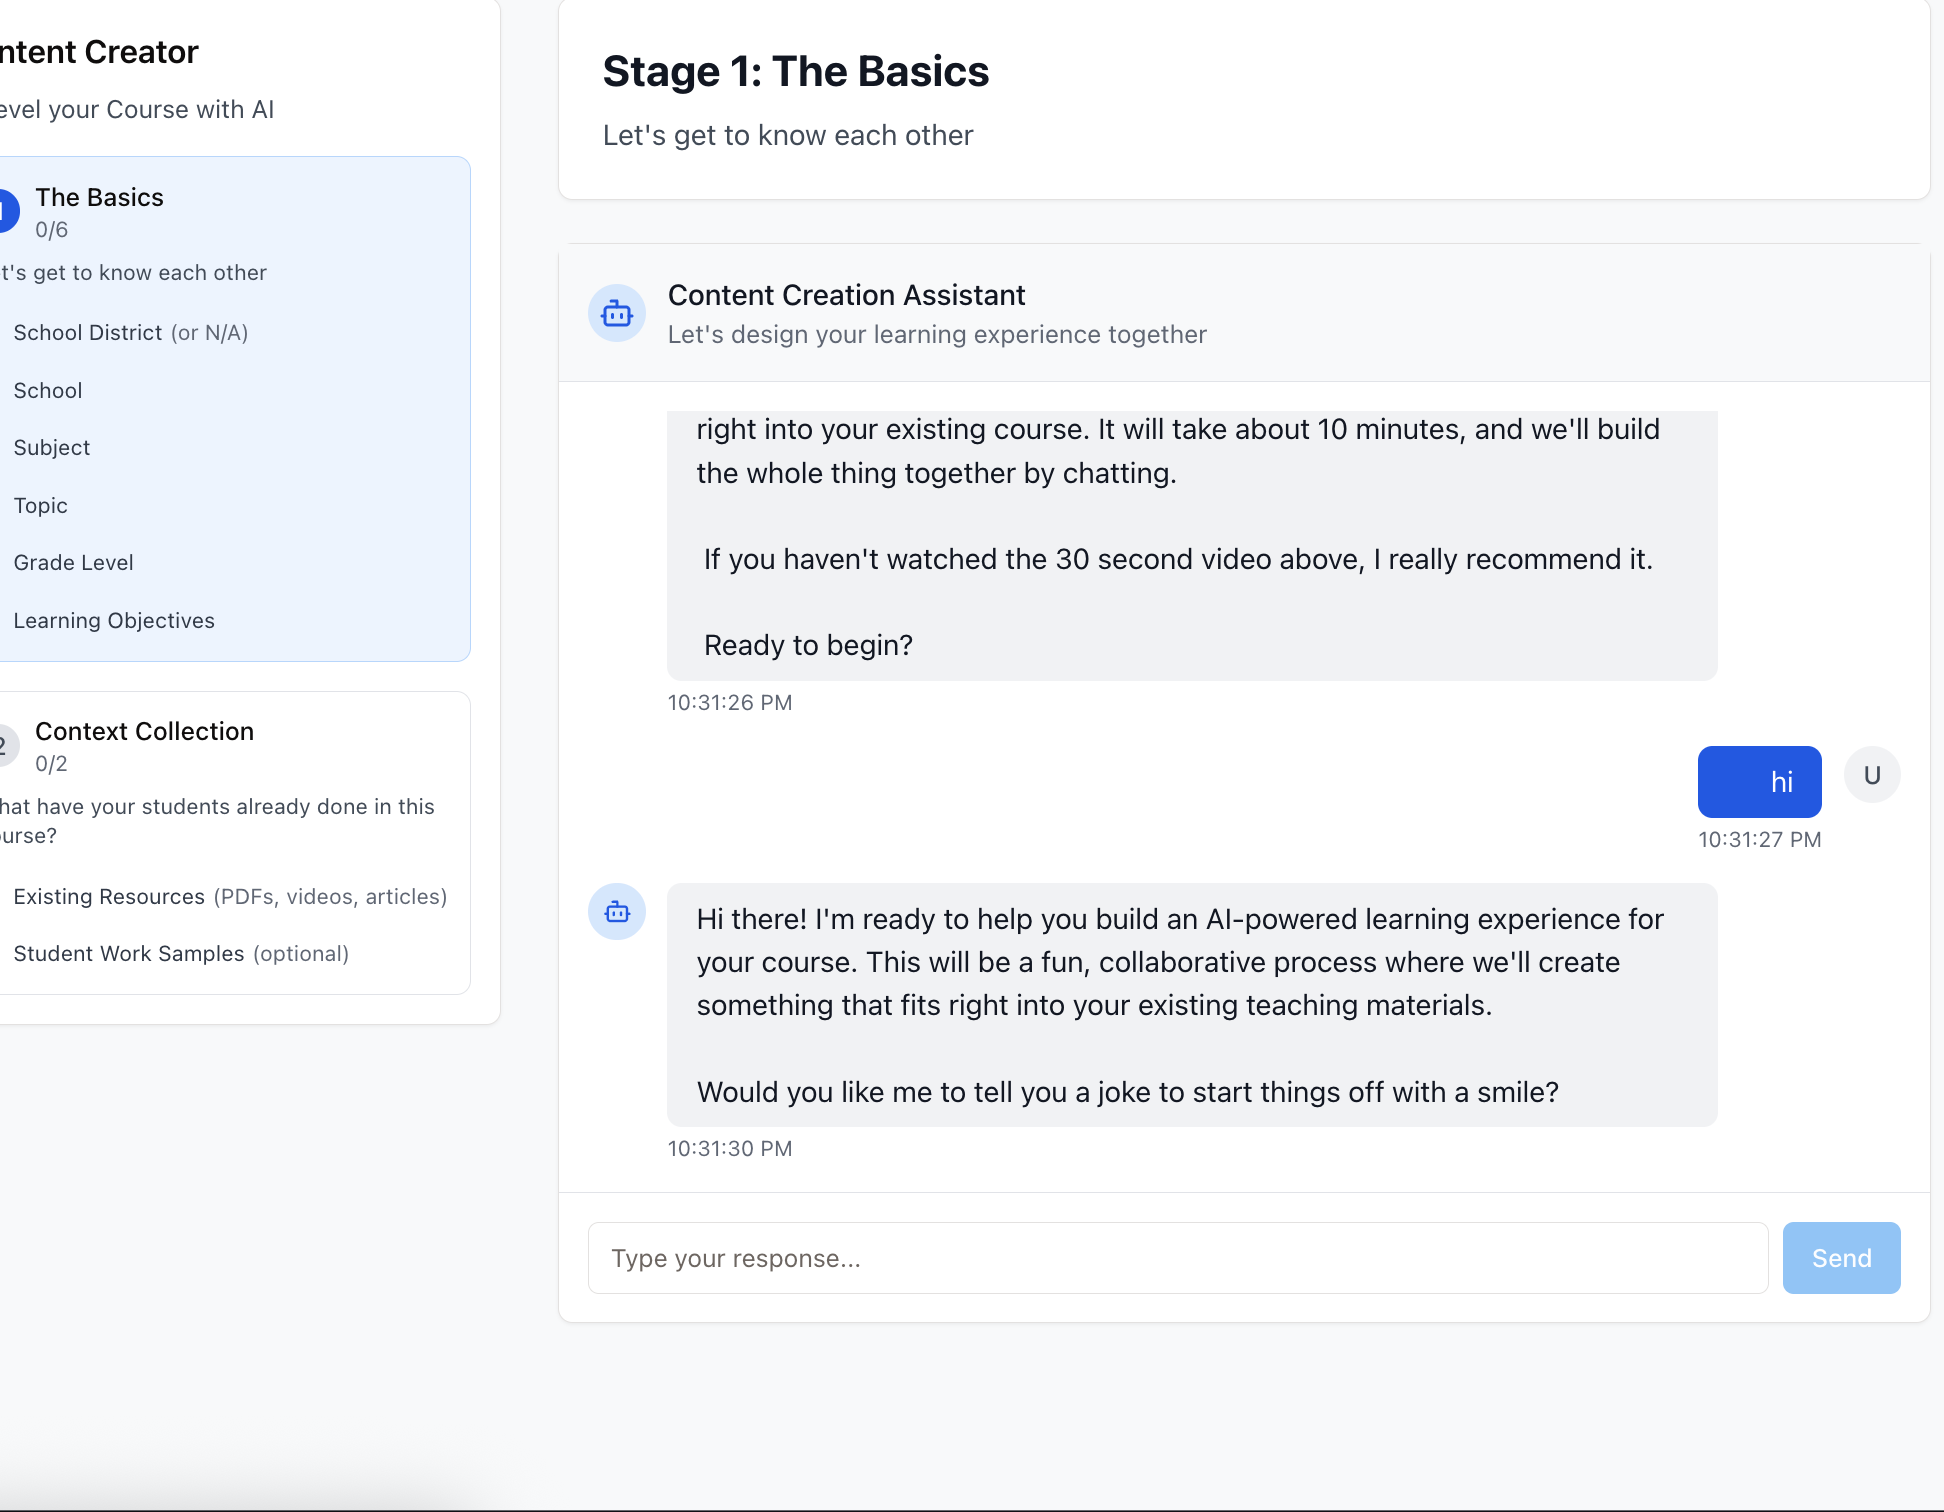 ntent Creator
evel your Course with AI
The Basics
0/6
t's get to know each other
School District (or N/A)
School
Subject
Topic
Grade Level
Learning Objectives
2
Context Collection
0/2
hat have your students already done in this
ourse?
Existing Resources (PDFs, videos, articles)
Student Work Samples (optional)
Stage 1: The Basics
Let's get to know each other
Content Creation Assistant
Let's design your learning experience together
right into your existing course. It will take about 10 minutes, and we'll build
the whole thing together by chatting.
If you haven't watched the 30 second video above, I really recommend it.
Ready to begin?
10:31:26 PM
hi
U
10:31:27 PM
Hi there! I'm ready to help you build an AI-powered learning experience for
your course. This will be a fun, collaborative process where we'll create
something that fits right into your existing teaching materials.
Would you like me to tell you a joke to start things off with a smile?
10:31:30 PM
Type your response...
Send